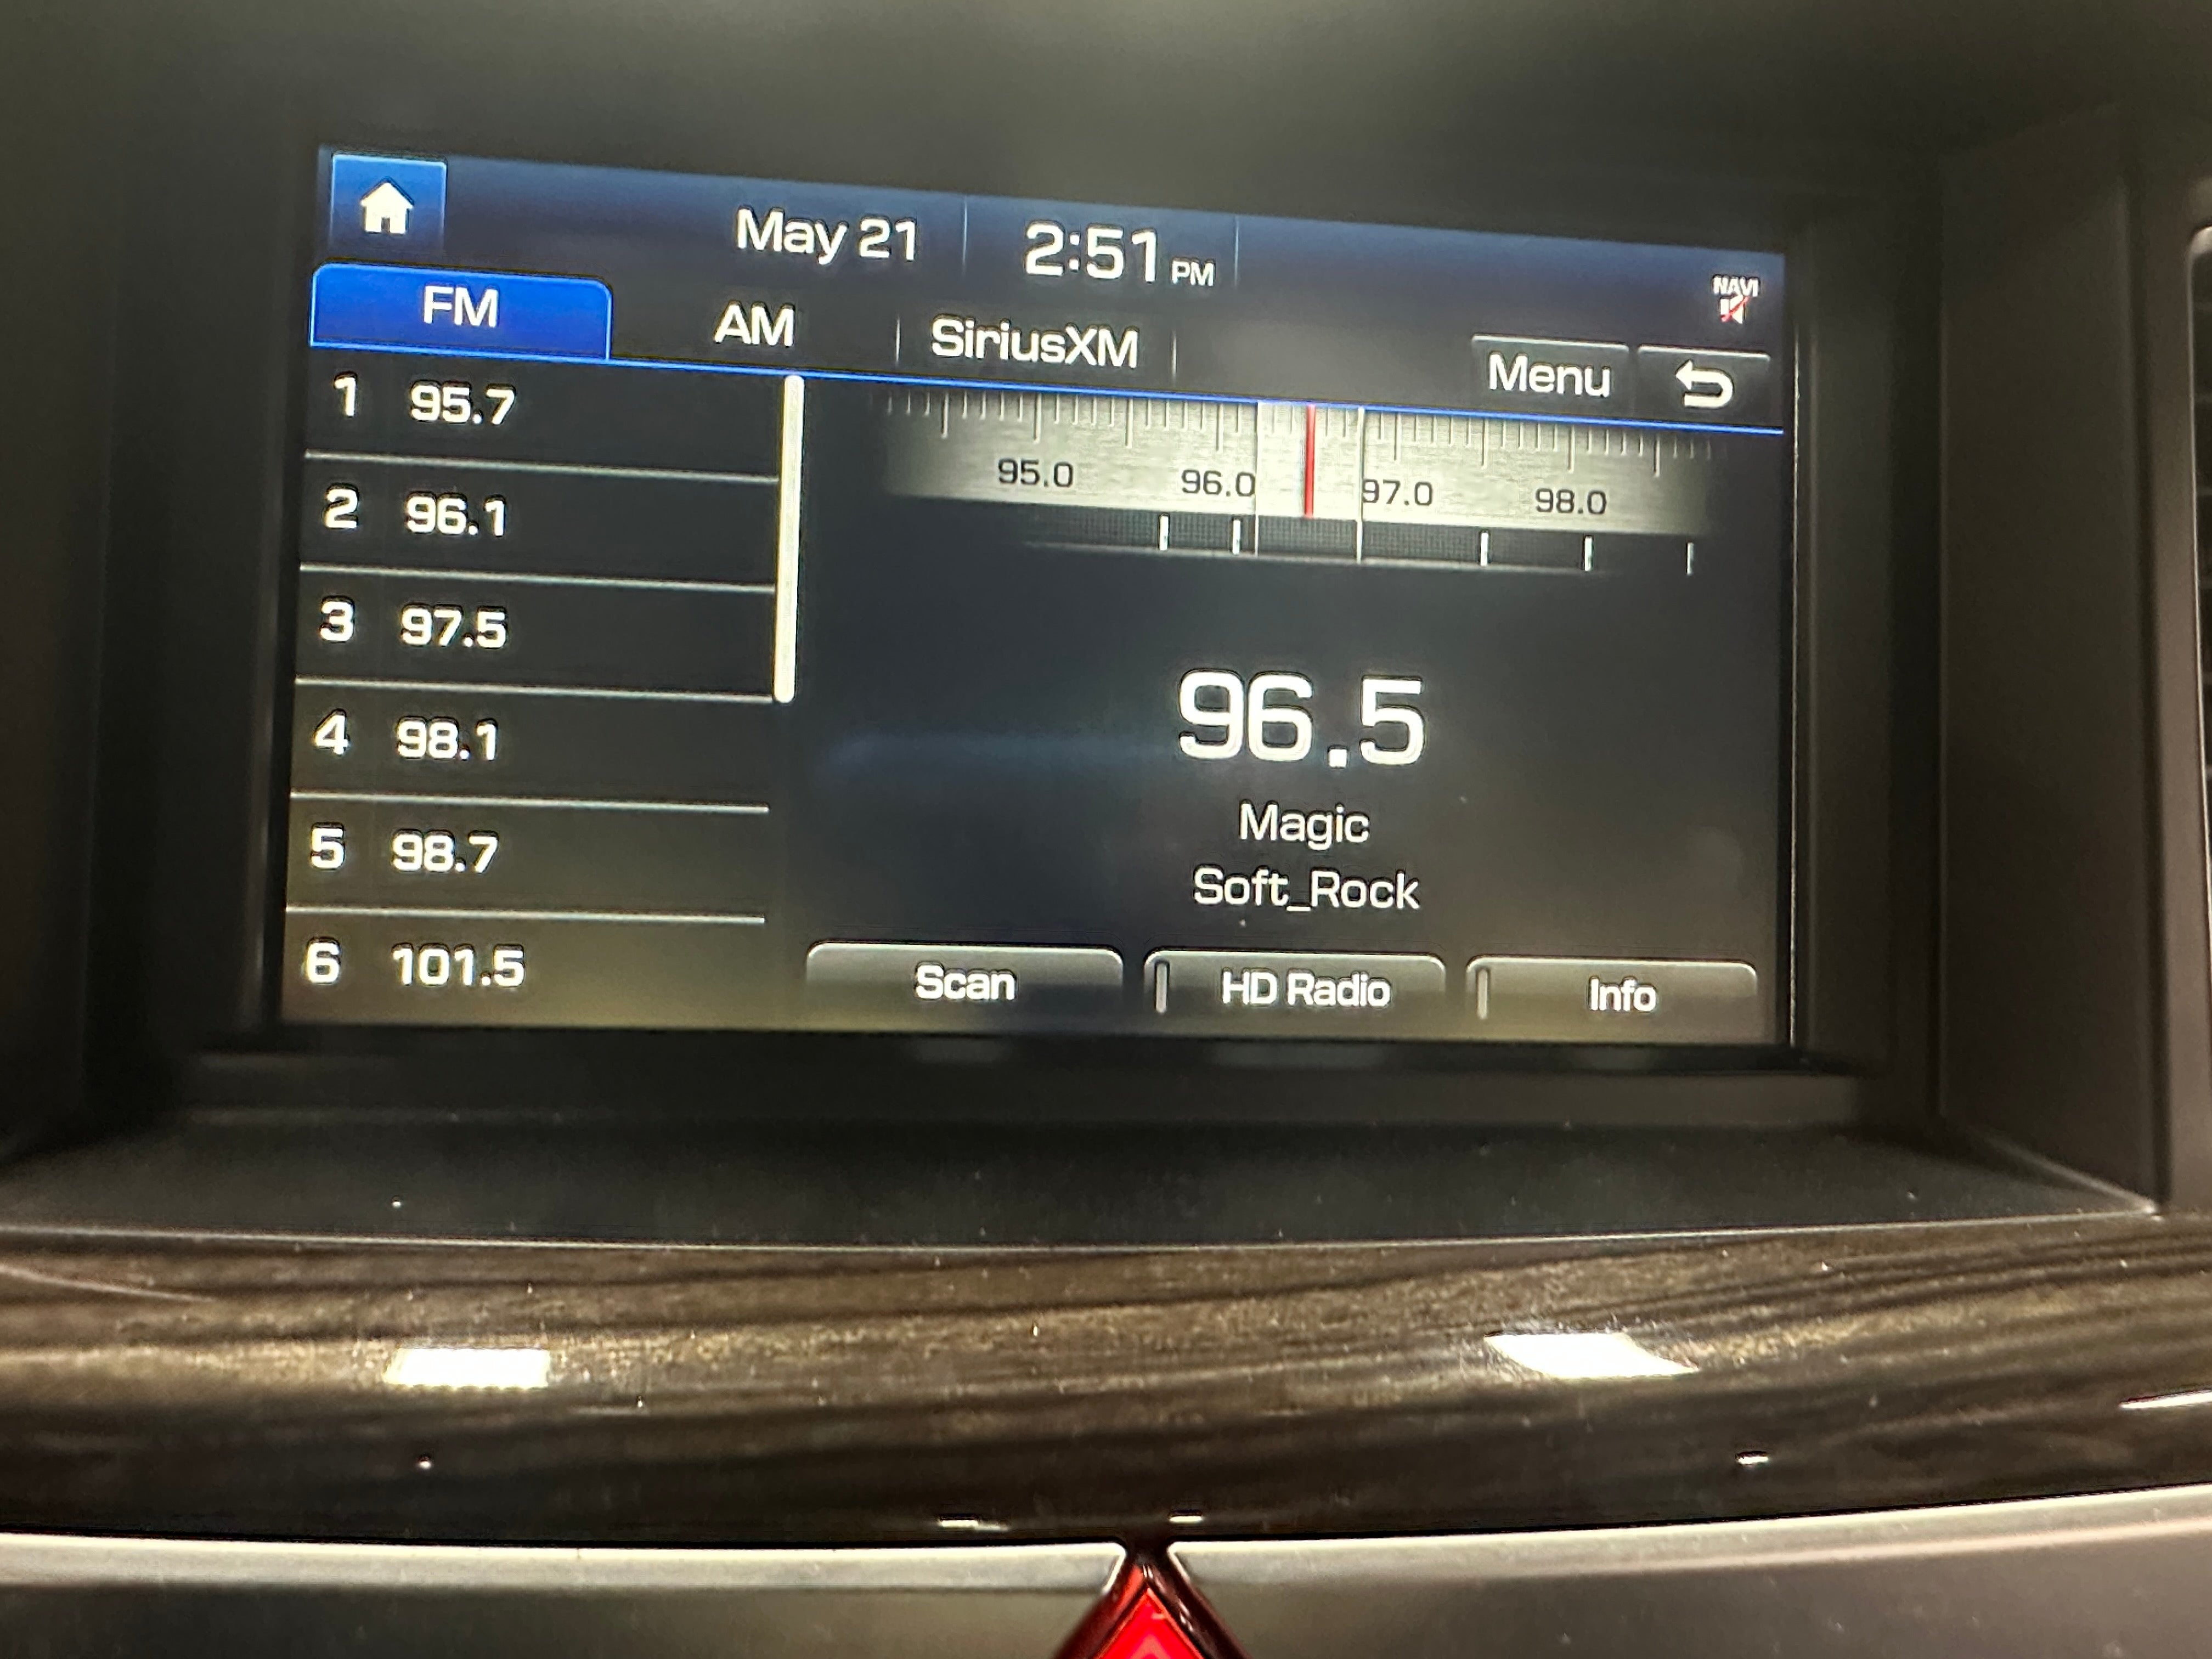 May 21 2:51 PM
NAVI
FM AM SiriusXM Menu
1 95.7
2 96.1
3 97.5
4 98.1
5 98.7
6 101.5
95.0 96.0 97.0 98.0
96.5
Magic
Soft_Rock
Scan HD Radio Info